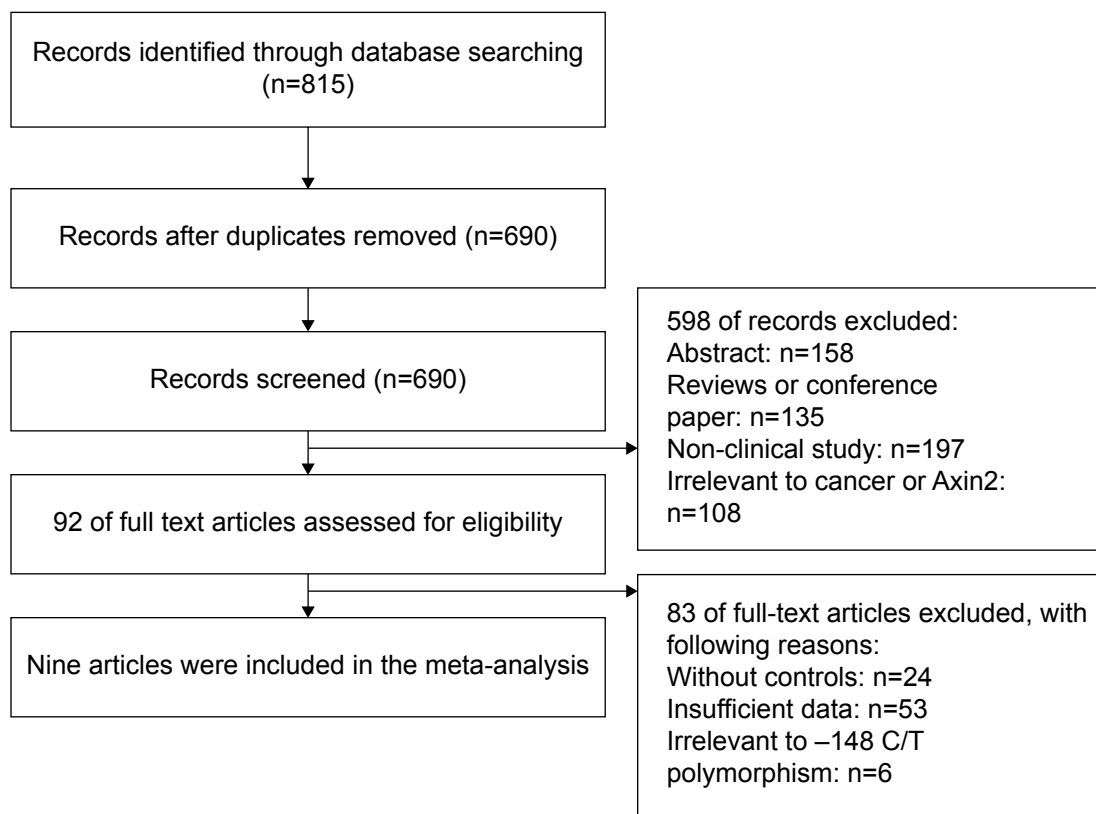 Records identified through database searching
(n=815)
Records after duplicates removed (n=690)
Records screened (n=690)
598 of records excluded:
Abstract: n=158
Reviews or conference
paper: n=135
Non-clinical study: n=197
Irrelevant to cancer or Axin2:
n=108
92 of full text articles assessed for eligibility
83 of full-text articles excluded, with
following reasons:
Without controls: n=24
Insufficient data: n=53
Irrelevant to –148 C/T
polymorphism: n=6
Nine articles were included in the meta-analysis